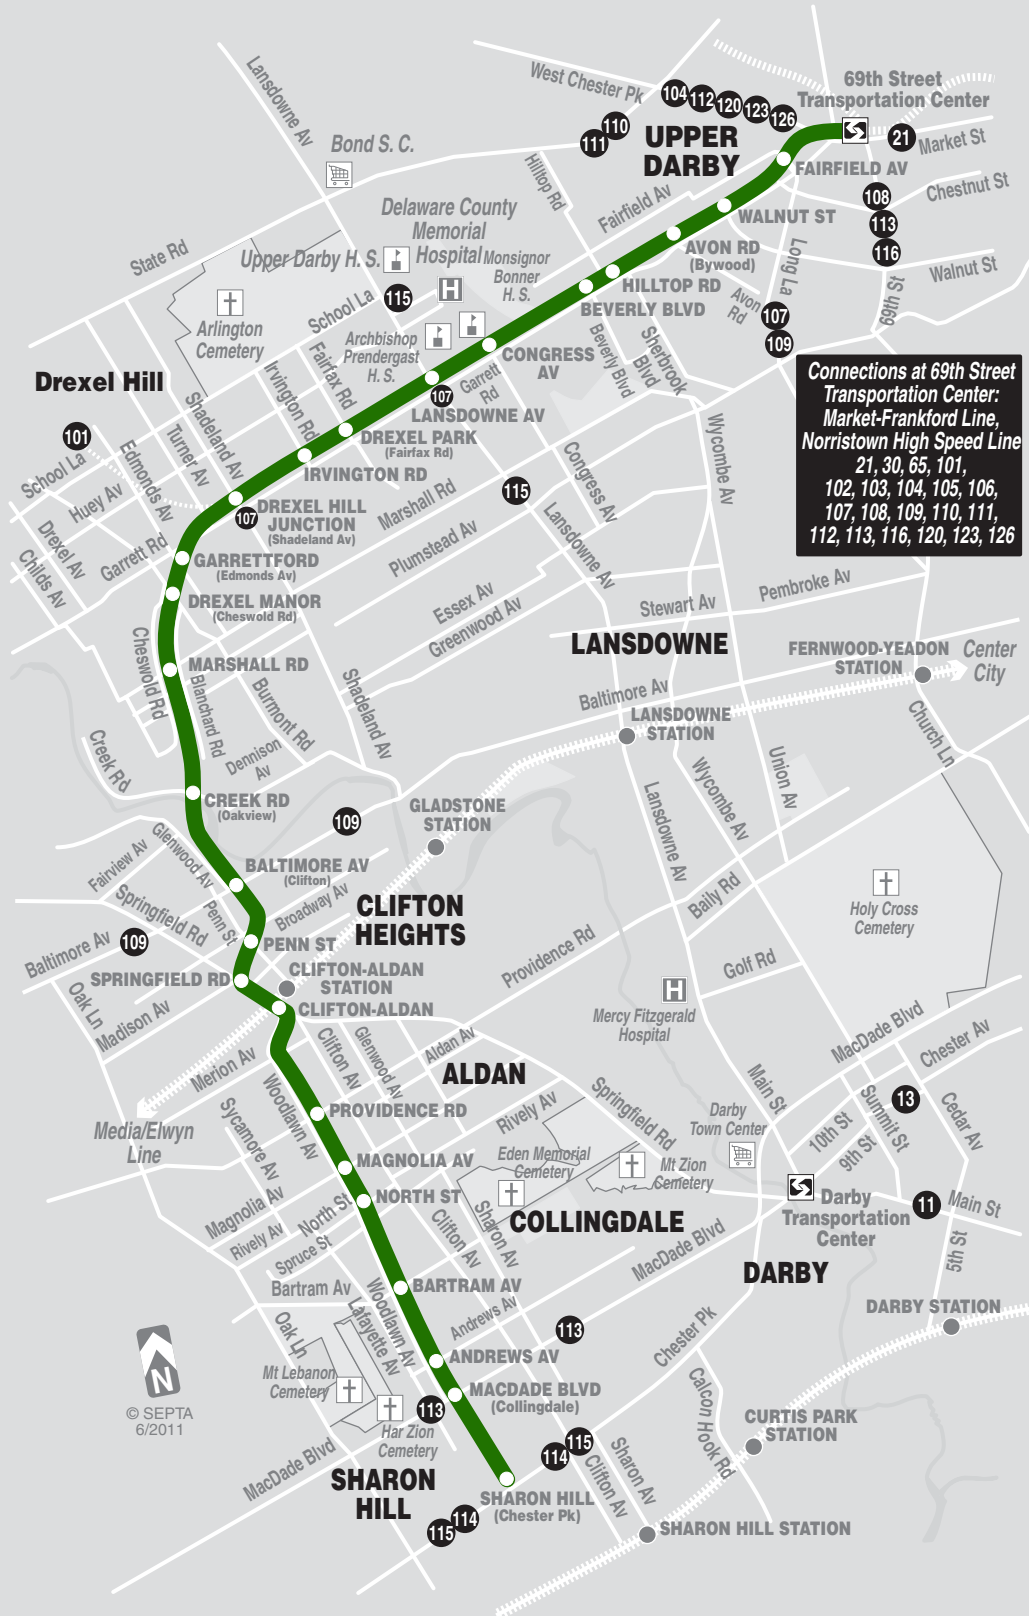 Lansdowne Av
West Chester Pk
104
112
120
123
126
69th Street
Transportation Center
110
111
UPPER
DARBY
21
Market St
Bond S. C.
FAIRFIELD AV
Hilltop Rd
Fairfield Av
108
Chestnut St
WALNUT ST
113
Delaware County
Memorial
Hospital
AVON RD
(Bywood)
Long La
116
Walnut St
State Rd
Upper Darby H. S.
Monsignor
Bonner
H. S.
HILLTOP RD
BEVERLY BLVD
Avon
Rd
69th St
115
School La
107
109
Arlington
Cemetery
Archbishop
Prendergast
H. S.
CONGRESS
AV
Beverly Blvd
Sherbrook
Blvd
Drexel Hill
Fairfax Rd
Irvington Rd
107
Garrett
Rd
LANSDOWNE AV
Connections at 69th Street
Transportation Center:
Market-Frankford Line,
Norristown High Speed Line
21, 30, 65, 101,
102, 103, 104, 105, 106,
107, 108, 109, 110, 111,
112, 113, 116, 120, 123, 126
Shadeland Av
Turner Av
101
Edmonds Av
School La
DREXEL PARK
(Fairfax Rd)
IRVINGTON RD
Wycombe Av
Congress Av
Huey Av
115
Marshall Rd
Lansdowne Av
107
DREXEL HILL
JUNCTION
(Shadeland Av)
Drexel Av
Childs Av
Garrett Rd
Plumstead Av
GARRETTFORD
(Edmonds Av)
DREXEL MANOR
(Cheswold Rd)
Essex Av
Greenwood Av
Stewart Av
Pembroke Av
LANSDOWNE
FERNWOOD-YEADON
STATION
Center
City
Cheswold Rd
MARSHALL RD
Blanchard Rd
Burmont Rd
Shadeland Av
Baltimore Av
LANSDOWNE
STATION
Church Ln
Creek Rd
Dennison
Av
Union Av
Wycombe Av
Lansdowne Av
CREEK RD
(Oakview)
109
GLADSTONE
STATION
Glenwood Av
Fairview Av
BALTIMORE AV
(Clifton)
Broadway Av
Baily Rd
Holy Cross
Cemetery
Springfield Rd
Penn St
CLIFTON
HEIGHTS
Baltimore Av
109
PENN ST
Providence Rd
Golf Rd
SPRINGFIELD RD
CLIFTON-ALDAN
STATION
CLIFTON-ALDAN
Oak Ln
Madison Av
Mercy Fitzgerald
Hospital
MacDade Blvd
Chester Av
Merion Av
Clifton Av
Glenwood Av
Aldan Av
ALDAN
Woodlawn Av
Main St
Media/Elwyn
Line
Sycamore Av
PROVIDENCE RD
Rively Av
Springfield Rd
Darby
Town Center
10th St
9th St
Summit St
13
Cedar Av
MAGNOLIA AV
Eden Memorial
Cemetery
Mt Zion
Cemetery
NORTH ST
Magnolia Av
Rively Av
North St
Spruce St
Clifton Av
Sharon Av
COLLINGDALE
Darby
Transportation
Center
11
Main St
MacDade Blvd
DARBY
5th St
BARTRAM AV
Bartram Av
Woodlawn Av
Lafayette Av
Andrews Av
Oak Ln
113
Chester Pk
DARBY STATION
N
ANDREWS AV
Mt Lebanon
Cemetery
MACDADE BLVD
(Collingdale)
Calcon Hook Rd
© SEPTA
6/2011
113
Har Zion
Cemetery
CURTIS PARK
STATION
MacDade Blvd
115
114
Clifton Av
Sharon Av
SHARON
HILL
SHARON HILL
(Chester Pk)
114
115
SHARON HILL STATION